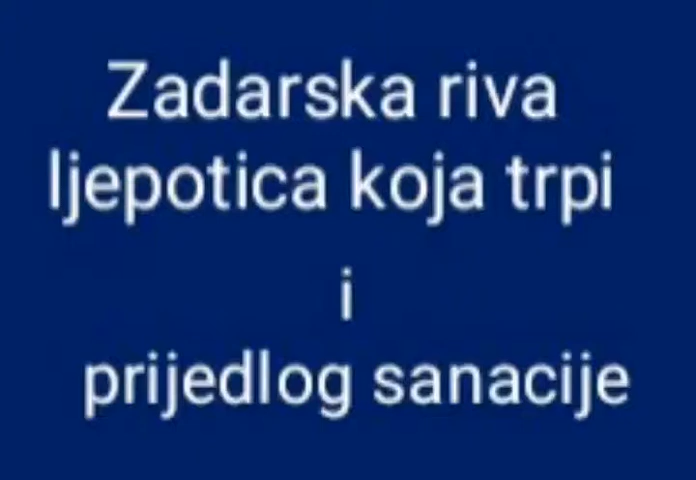 Zadarska riva
ljepotica koja trpi
i
prijedlog sanacije